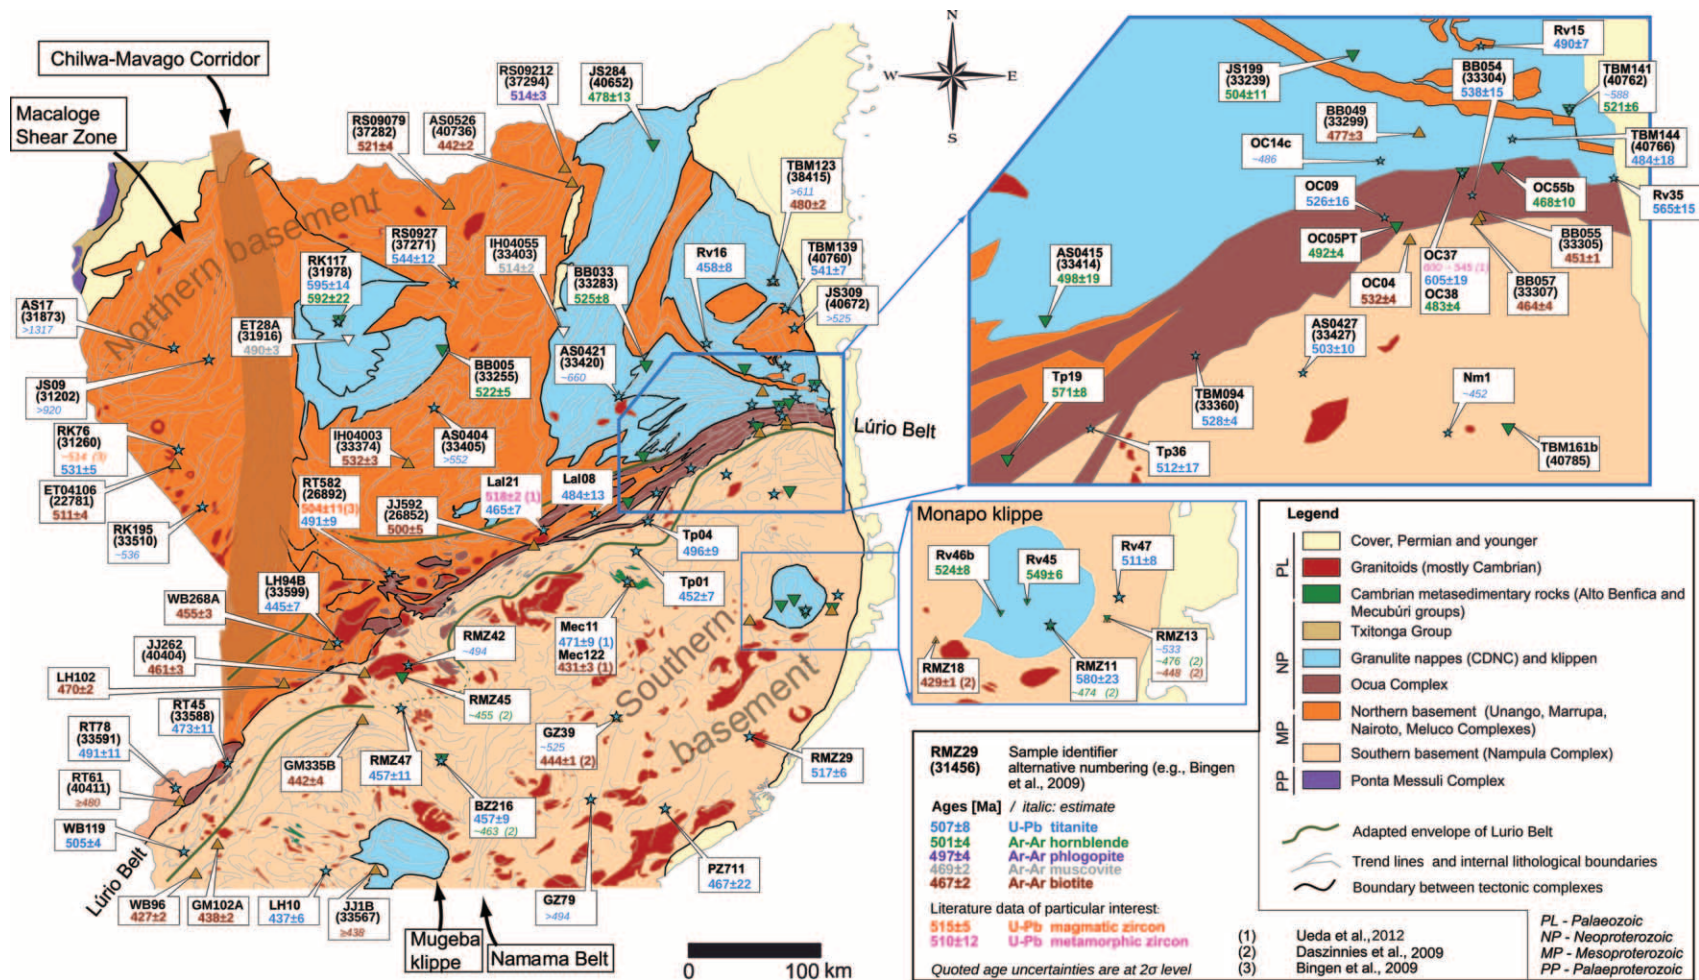 Chilwa-Mavago Corridor
Macaloge
Shear Zone
RS09212
(37294)
514±3
JS284
(40652)
478±13
RS09079
(37282)
521±4
AS0526
(40736)
442±2
TBM123
(38415)
>611
480±2
RS0927
(37271)
544±12
IH04055
(33403)
514±2
RK117
(31978)
595±14
592±22
BB033
(33283)
525±8
Rv16
458±8
TBM139
(40760)
541±7
JS309
(40672)
>525
AS17
(31873)
>1317
ET28A
(31916)
490±3
BB005
(33255)
522±5
AS0421
(33420)
~660
JS09
(31202)
>920
RK76
(31260)
~514 (3)
531±5
IH04003
(33374)
532±3
AS0404
(33405)
>552
ET04106
(22781)
511±4
RT582
(26892)
504±11(3)
491±9
Lal21
518±2 (1)
465±7
Lal08
484±13
JJ592
(26852)
500±5
RK195
(33510)
~536
LH94B
(33599)
445±7
WB268A
455±3
JJ262
(40404)
461±3
LH102
470±2
RT45
(33588)
473±11
RT78
(33591)
491±11
RT61
(40411)
≥480
WB119
505±4
WB96
427±2
GM102A
438±2
LH10
437±6
JJ1B
(33567)
≥438
GM335B
442±4
RMZ47
457±11
RMZ42
~494
RMZ45
~455 (2)
BZ216
457±9
~463 (2)
Mec11
471±9 (1)
Mec122
431±3 (1)
Tp04
496±9
Tp01
452±7
GZ39
~525
444±1 (2)
GZ79
>494
PZ711
467±22
RMZ29
517±6
Northern basement
Southern basement
Lúrio Belt
Lúrio Belt
Mugeba
klippe
Namama Belt
0 100 km
N
W E
S
Rv15
490±7
JS199
(33239)
504±11
BB054
(33304)
538±15
TBM141
(40762)
~588
521±6
BB049
(33299)
477±3
TBM144
(40766)
484±18
OC14c
~486
OC09
526±16
OC55b
468±10
Rv35
565±15
OC05PT
492±4
BB055
(33305)
451±1
AS0415
(33414)
498±19
OC04
532±4
OC37
600 ~ 545 (1)
605±19
OC38
483±4
BB057
(33307)
464±4
AS0427
(33427)
503±10
Tp19
571±8
TBM094
(33360)
528±4
Nm1
~452
Tp36
512±17
TBM161b
(40785)
Monapo klippe
Rv46b
524±8
Rv45
549±6
Rv47
511±8
RMZ18
429±1 (2)
RMZ11
580±23
~474 (2)
RMZ13
~533
~476 (2)
~448 (2)
Legend
PL
Cover, Permian and younger
Granitoids (mostly Cambrian)
Cambrian metasedimentary rocks (Alto Benfica and
Mecubúri groups)
NP
Txitonga Group
Granulite nappes (CDNC) and klippen
Ocua Complex
MP
Northern basement (Unango, Marrupa,
Nairoto, Meluco Complexes)
Southern basement (Nampula Complex)
PP
Ponta Messuli Complex
Adapted envelope of Lurio Belt
Trend lines and internal lithological boundaries
Boundary between tectonic complexes
RMZ29 Sample identifier
(31456) alternative numbering (e.g., Bingen
et al., 2009)
Ages [Ma] / italic: estimate
507±8 U-Pb titanite
501±4 Ar-Ar hornblende
497±4 Ar-Ar phlogopite
469±2 Ar-Ar muscovite
467±2 Ar-Ar biotite
Literature data of particular interest:
515±5 U-Pb magmatic zircon
510±12 U-Pb metamorphic zircon
Quoted age uncertainties are at 2σ level
(1) Ueda et al., 2012
(2) Daszinnies et al., 2009
(3) Bingen et al., 2009
PL - Palaeozoic
NP - Neoproterozoic
MP - Mesoproterozoic
PP - Palaeproterozoic